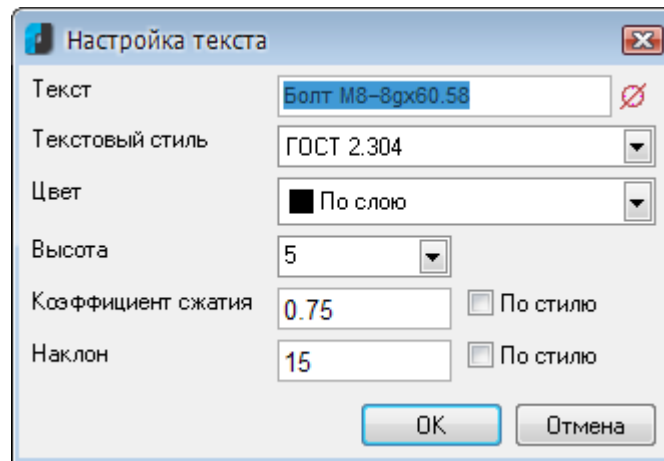 Настройка текста
Текст
Болт М8-8gх60.58
Текстовый стиль
ГОСТ 2.304
Цвет
По слою
Высота
5
Коэффициент сжатия
0.75
По стилю
Наклон
15
По стилю
OK
Отмена